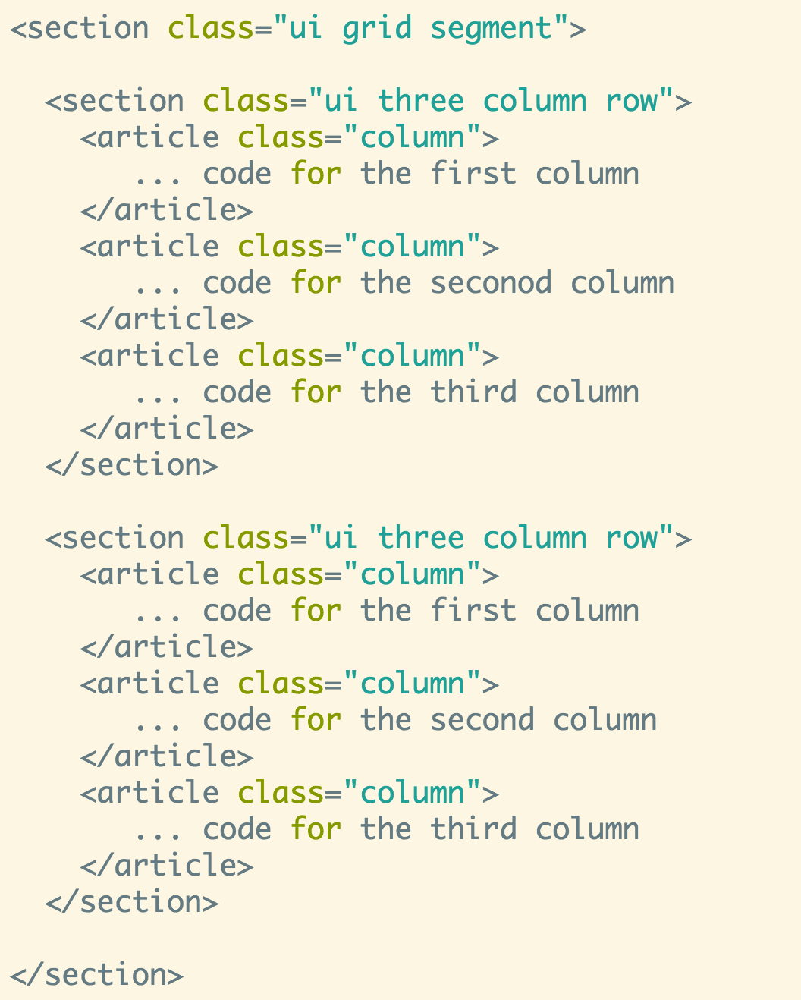 <section class="ui grid segment">
<section class="ui three column row">
<article class="column">
... code for the first column
</article>
<article class="column">
... code for the seconod column
</article>
<article class="column">
... code for the third column
</article>
</section>
<section class="ui three column row">
<article class="column">
... code for the first column
</article>
<article class="column">
... code for the second column
</article>
<article class="column">
... code for the third column
</article>
</section>
</section>